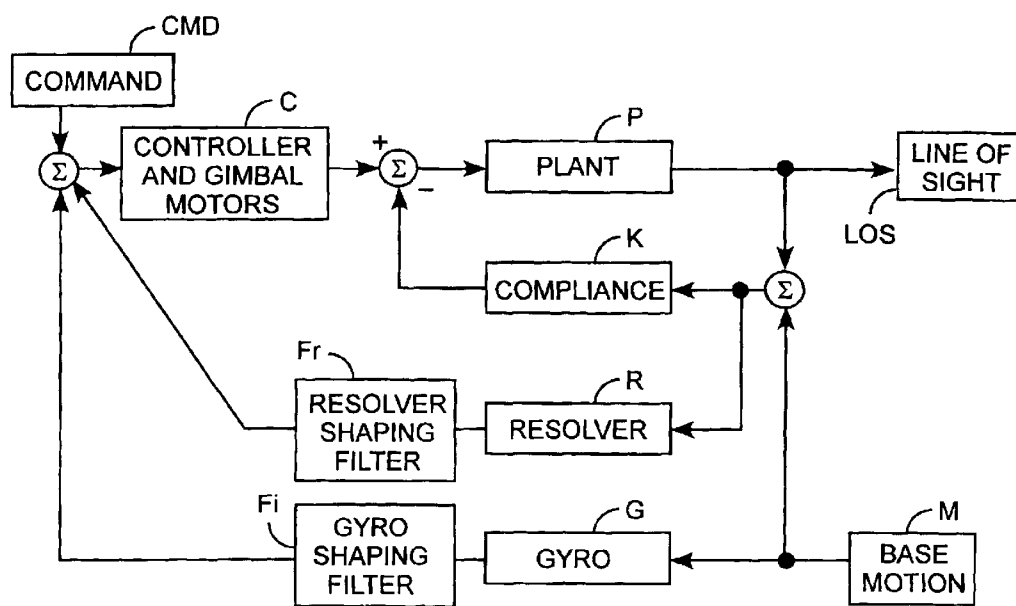 CMD
COMMAND
C
CONTROLLER
AND GIMBAL
MOTORS
Σ
+
Σ
−
P
PLANT
LINE OF
SIGHT
LOS
K
COMPLIANCE
Σ
Fr
RESOLVER
SHAPING
FILTER
R
RESOLVER
Fi
GYRO
SHAPING
FILTER
G
GYRO
M
BASE
MOTION